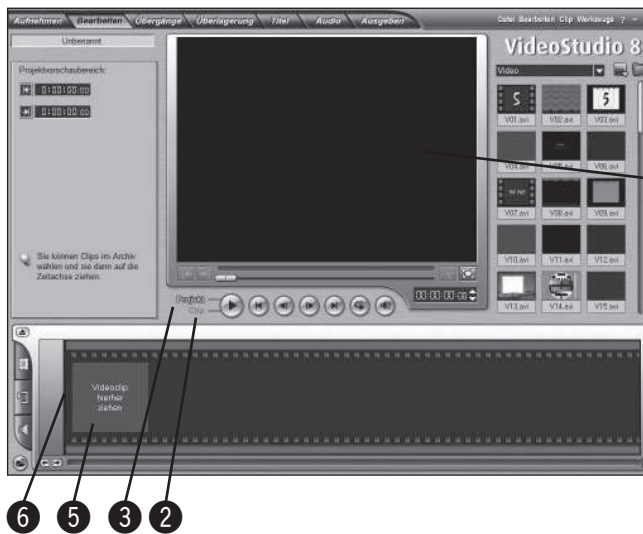 Aufnehmen Bearbeiten Übergänge Überlagerung Titel Audio Ausgeben
Datei Bearbeiten Clip Werkzeuge ? –
Unbenannt
VideoStudio 8
Projektvorschaubereich:
0:00:00:00
0:00:00:00
Video
V01.avi V02.avi V03.avi
V04.avi V05.avi V06.avi
V07.avi V08.avi V09.avi
V10.avi V11.avi V12.avi
V13.avi V14.avi V15.avi
Sie können Clips im Archiv
wählen und sie dann auf die
Zeitachse ziehen.
Projekt
Clip
00:00:00:00
Videoclip
hierher
ziehen
6 5 3 2